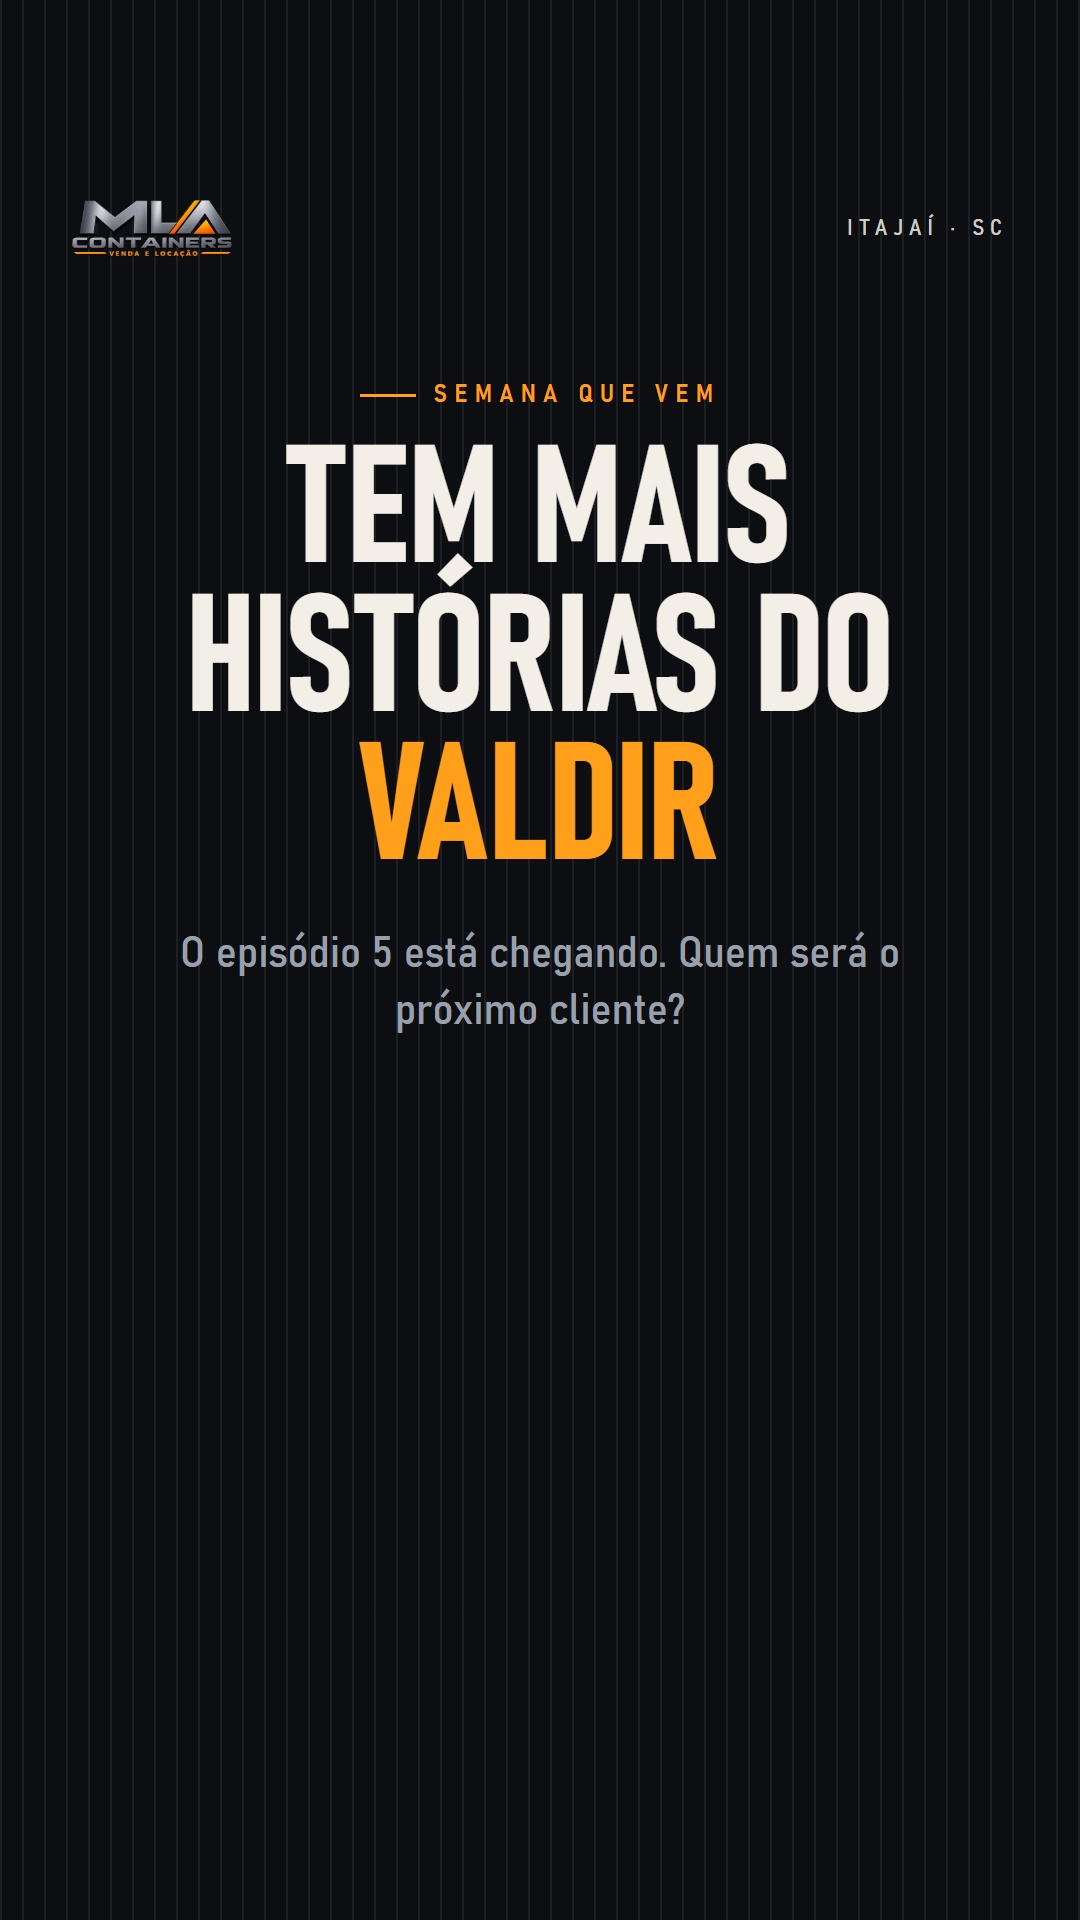 MLA
CONTAINERS
VENDA E LOCAÇÃO
ITAJAÍ · SC
SEMANA QUE VEM
TEM MAIS
HISTÓRIAS DO
VALDIR
O episódio 5 está chegando. Quem será o
próximo cliente?